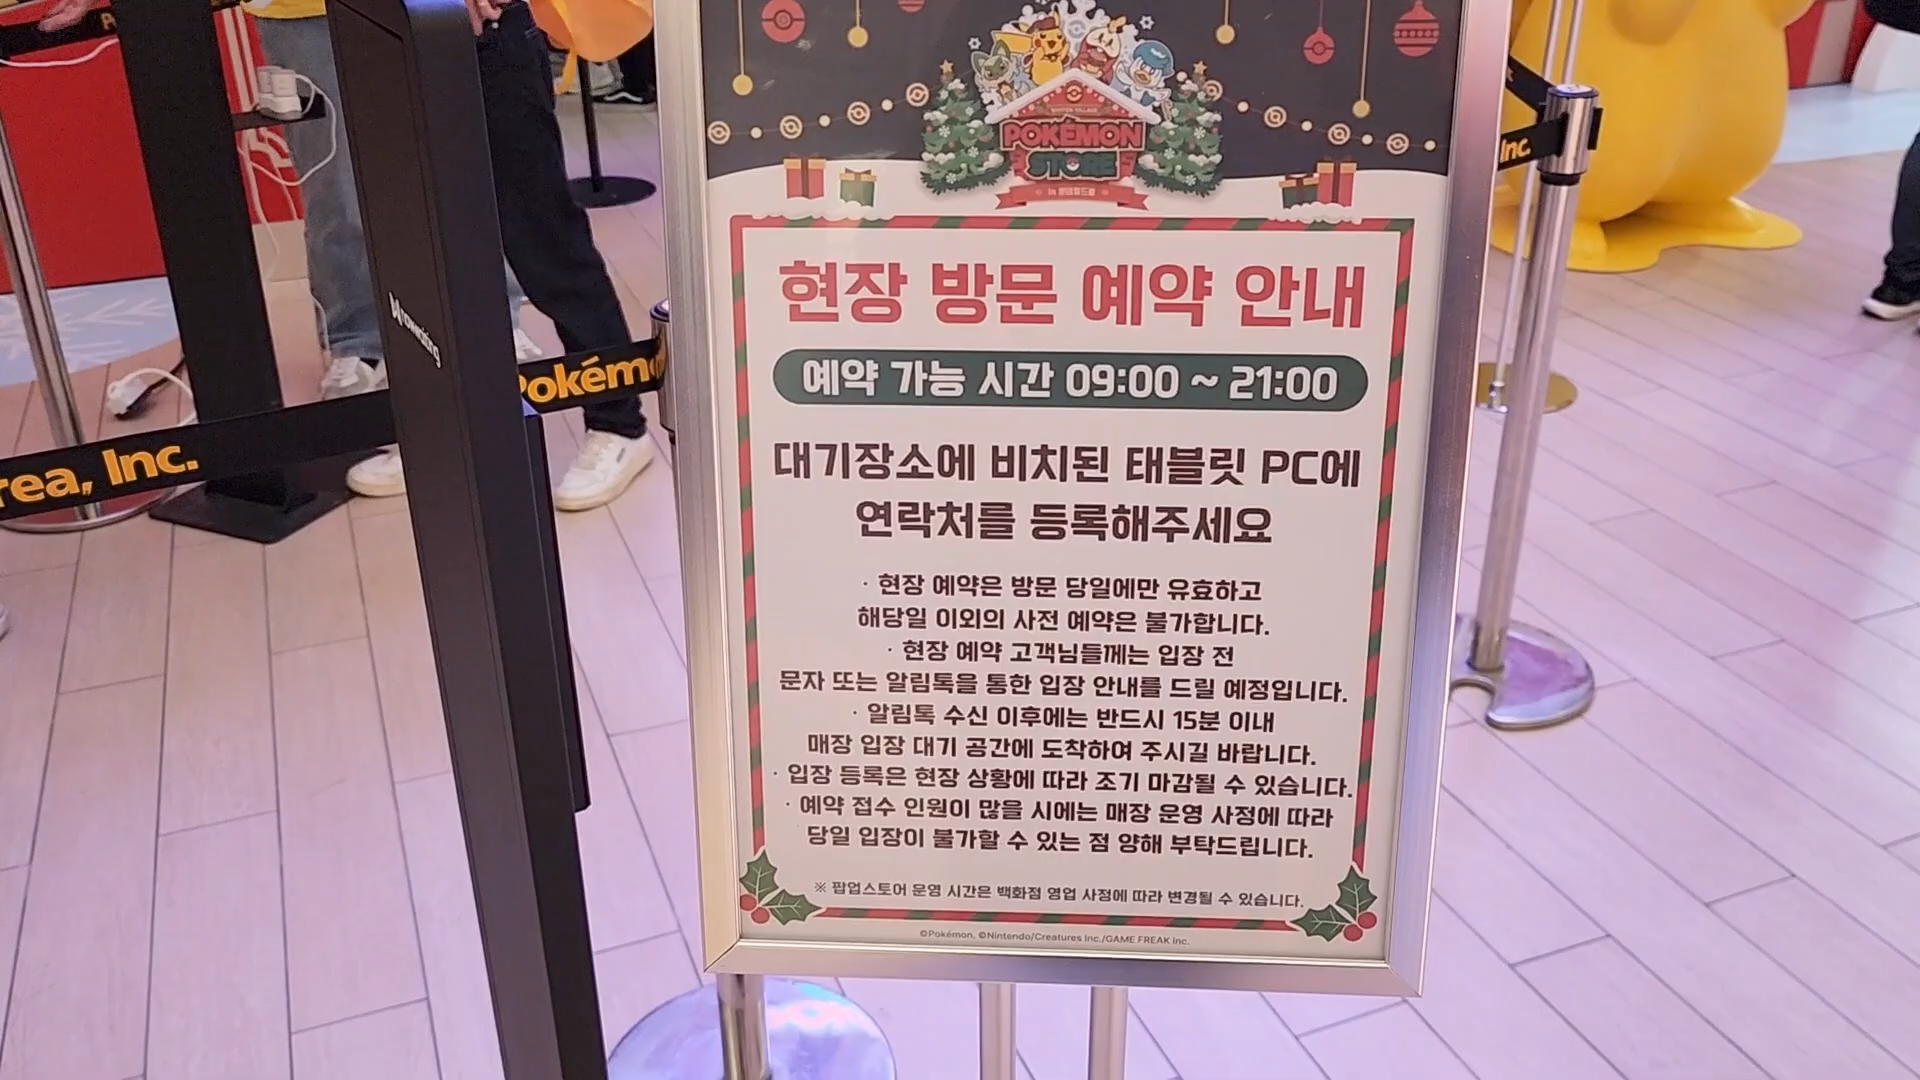 POKÉMON
STORE
현장 방문 예약 안내
예약 가능 시간 09:00 ~ 21:00
대기장소에 비치된 태블릿 PC에
연락처를 등록해주세요
· 현장 예약은 방문 당일에만 유효하고
해당일 이외의 사전 예약은 불가합니다.
· 현장 예약 고객님들께는 입장 전
문자 또는 알림톡을 통한 입장 안내를 드릴 예정입니다.
· 알림톡 수신 이후에는 반드시 15분 이내
매장 입장 대기 공간에 도착하여 주시길 바랍니다.
· 입장 등록은 현장 상황에 따라 조기 마감될 수 있습니다.
· 예약 접수 인원이 많을 시에는 매장 운영 사정에 따라
당일 입장이 불가할 수 있는 점 양해 부탁드립니다.
※ 팝업스토어 운영 시간은 백화점 영업 사정에 따라 변경될 수 있습니다.
©Pokémon. ©Nintendo/Creatures Inc./GAME FREAK inc.
rea, Inc.
Pokémo
Inc.